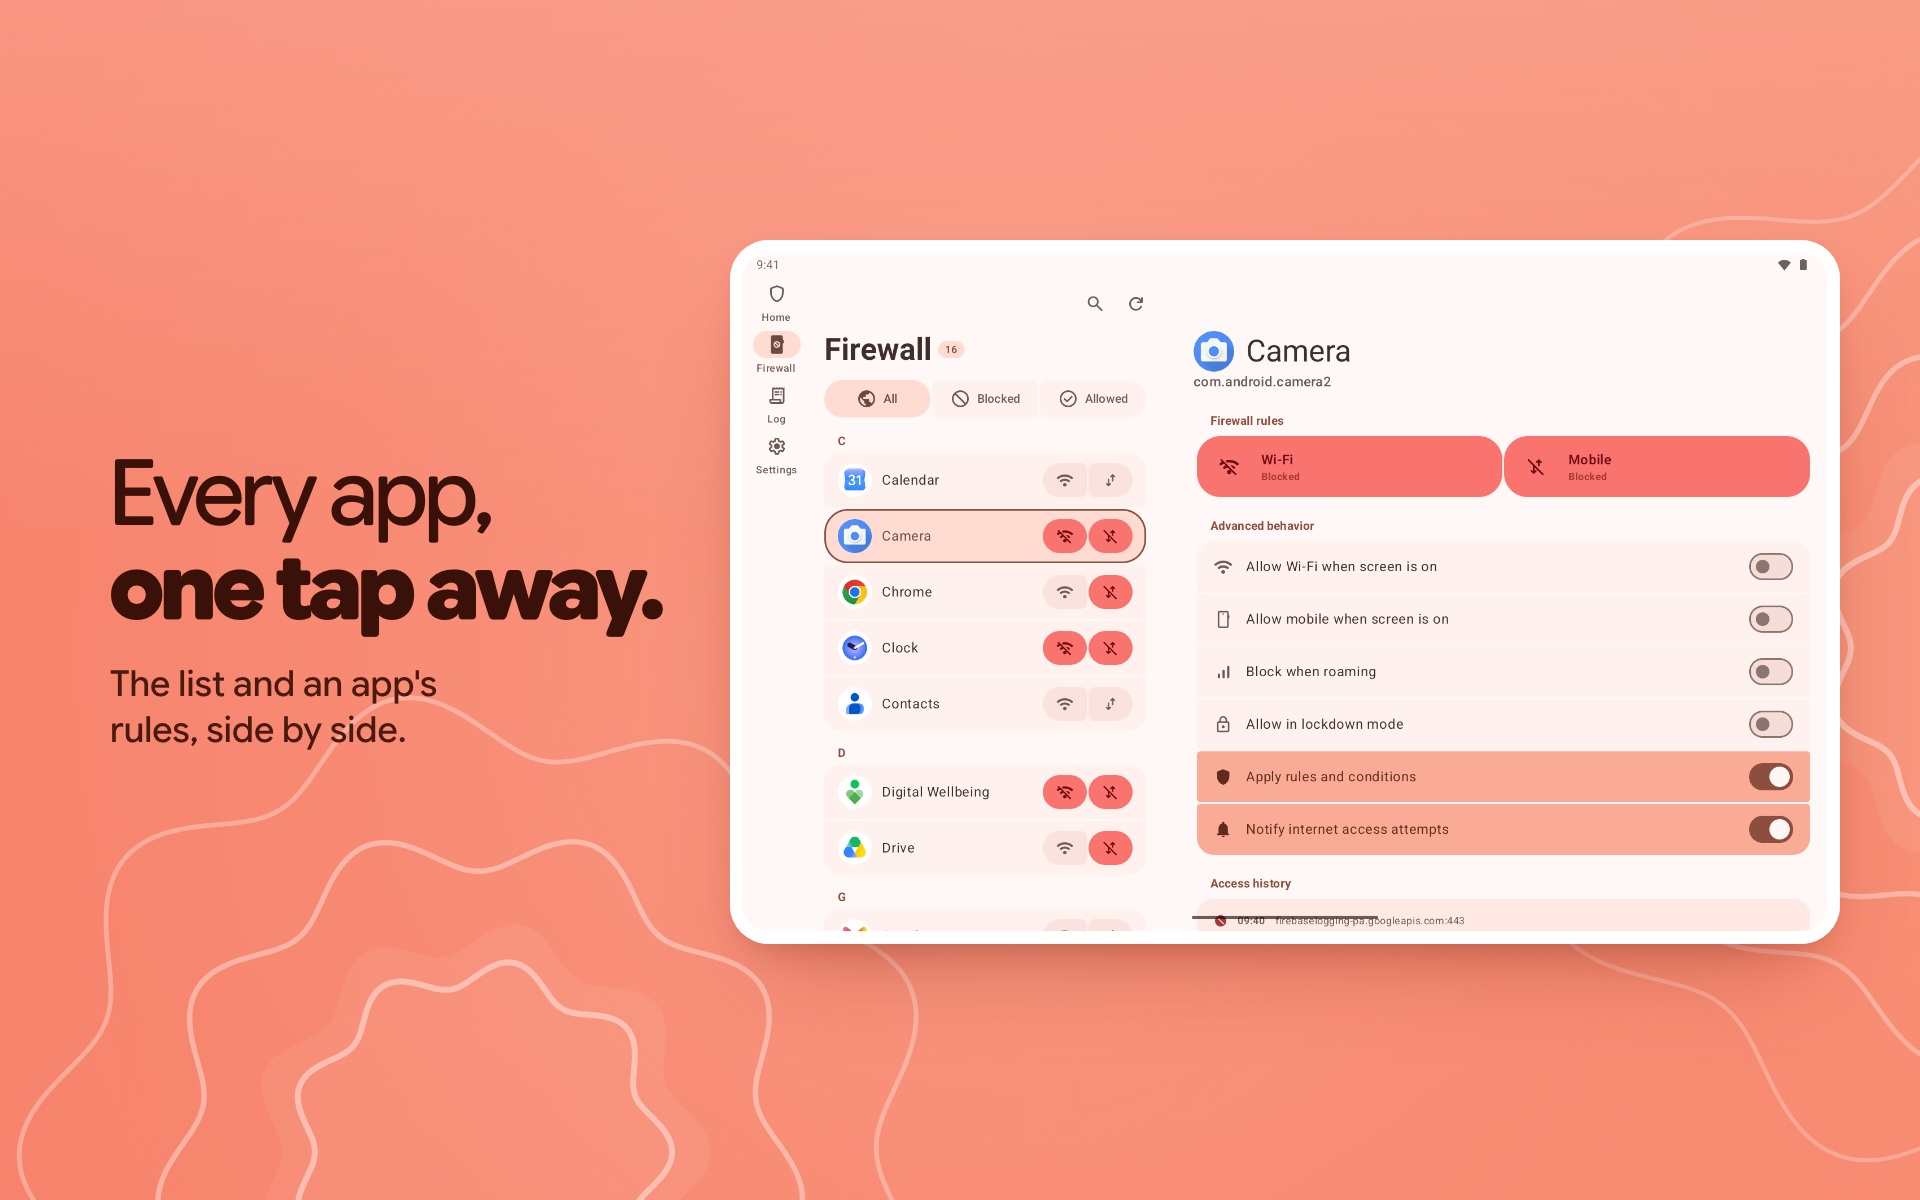 Every app,
one tap away.
The list and an app's
rules, side by side.
9:41
Home
Firewall
Log
Settings
Firewall 16
All
Blocked
Allowed
C
31
Calendar
Camera
Chrome
Clock
Contacts
D
Digital Wellbeing
Drive
G
Camera
com.android.camera2
Firewall rules
Wi-Fi
Blocked
Mobile
Blocked
Advanced behavior
Allow Wi-Fi when screen is on
Allow mobile when screen is on
Block when roaming
Allow in lockdown mode
Apply rules and conditions
Notify internet access attempts
Access history
09:40 firebaselogging-pa.googleapis.com:443